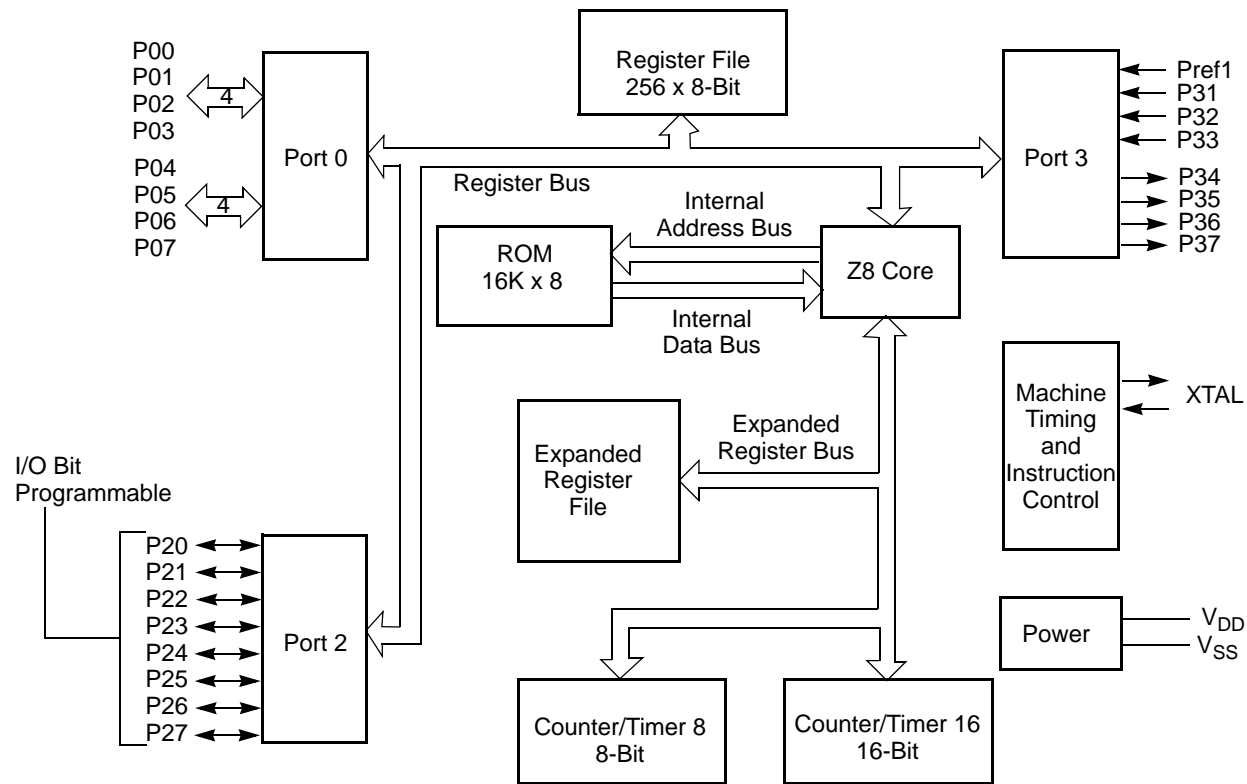 P00
P01
P02
P03
4
P04
P05
P06
P07
4
Port 0
Register File
256 x 8-Bit
Register Bus
Port 3
Pref1
P31
P32
P33
P34
P35
P36
P37
Internal
Address Bus
ROM
16K x 8
Z8 Core
Internal
Data Bus
Machine
Timing
and
Instruction
Control
XTAL
Expanded
Register Bus
Expanded
Register
File
I/O Bit
Programmable
P20
P21
P22
P23
P24
P25
P26
P27
Port 2
Power
VDD
VSS
Counter/Timer 8
8-Bit
Counter/Timer 16
16-Bit